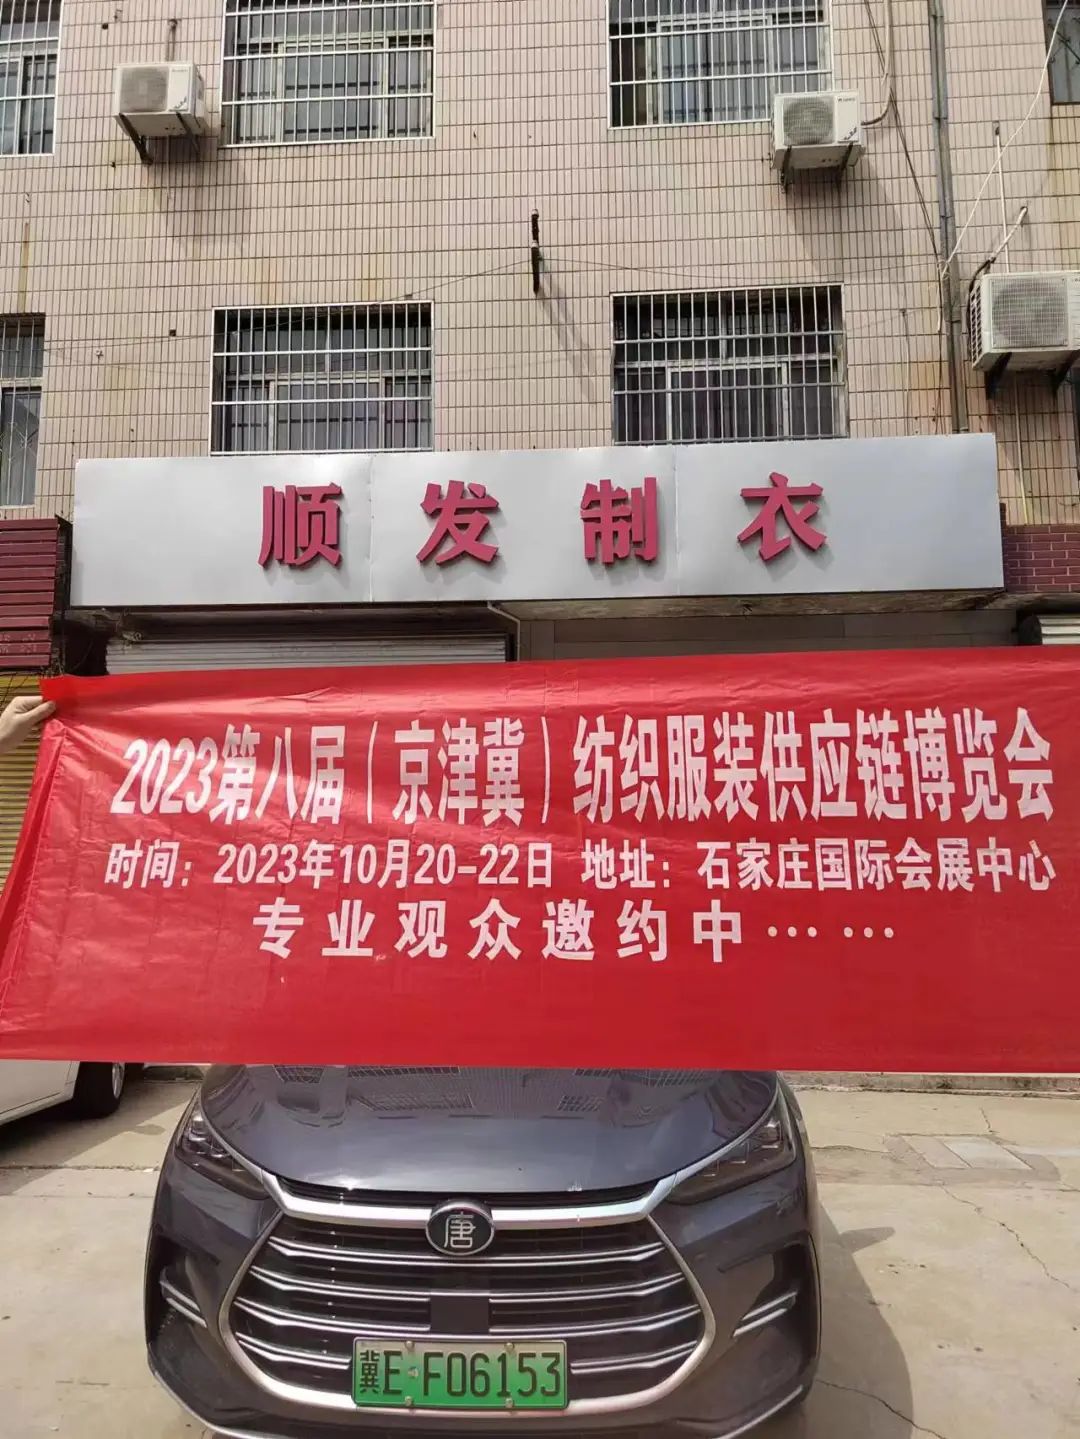 顺发制衣
2023第八届(京津冀)纺织服装供应链博览会
时间:2023年10月20-22日 地址:石家庄国际会展中心
专业观众邀约中……
唐
冀E·F06153